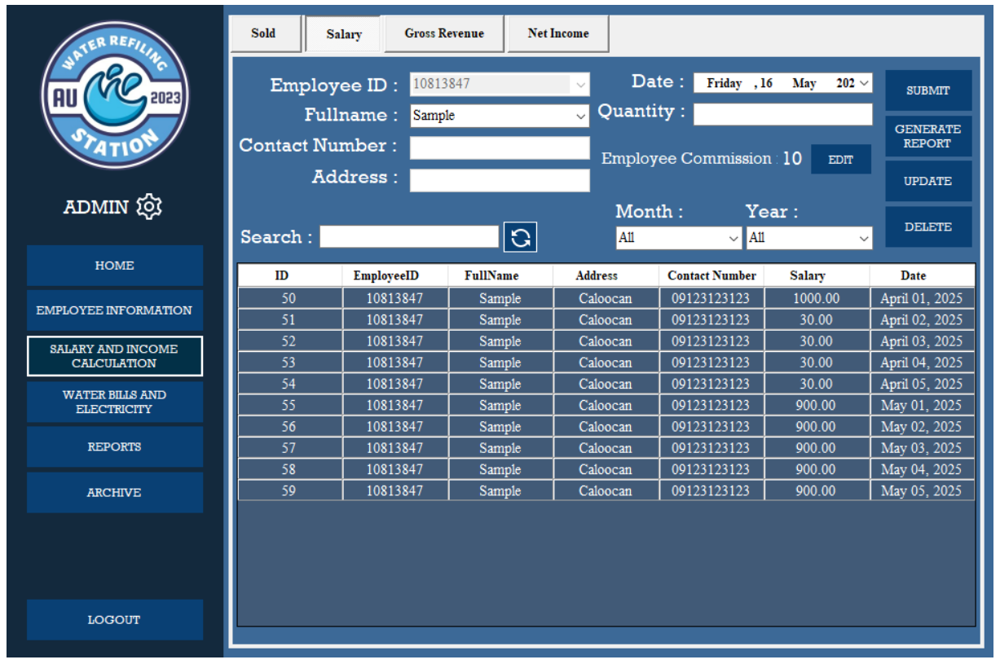 WATER REFILING
AU
2023
STATION
ADMIN
HOME
EMPLOYEE INFORMATION
SALARY AND INCOME
CALCULATION
WATER BILLS AND
ELECTRICITY
REPORTS
ARCHIVE
LOGOUT
Sold Salary Gross Revenue Net Income
Employee ID : 10813847
Fullname : Sample
Contact Number :
Address :
Date : Friday , 16 May 202
Quantity :
Employee Commission : 10 EDIT
SUBMIT
GENERATE
REPORT
UPDATE
DELETE
Search :
Month : Year :
All All
ID EmployeeID FullName Address Contact Number Salary Date
50 10813847 Sample Caloocan 09123123123 1000.00 April 01, 2025
51 10813847 Sample Caloocan 09123123123 30.00 April 02, 2025
52 10813847 Sample Caloocan 09123123123 30.00 April 03, 2025
53 10813847 Sample Caloocan 09123123123 30.00 April 04, 2025
54 10813847 Sample Caloocan 09123123123 30.00 April 05, 2025
55 10813847 Sample Caloocan 09123123123 900.00 May 01, 2025
56 10813847 Sample Caloocan 09123123123 900.00 May 02, 2025
57 10813847 Sample Caloocan 09123123123 900.00 May 03, 2025
58 10813847 Sample Caloocan 09123123123 900.00 May 04, 2025
59 10813847 Sample Caloocan 09123123123 900.00 May 05, 2025